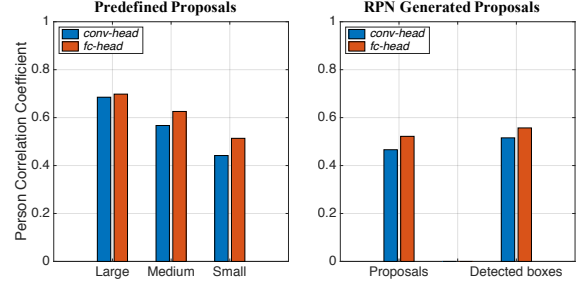 Predefined Proposals
Person Correlation Coefficient
1
0.8
0.6
0.4
0.2
0
conv-head
fc-head
Large Medium Small
RPN Generated Proposals
1
0.8
0.6
0.4
0.2
0
conv-head
fc-head
Proposals Detected boxes